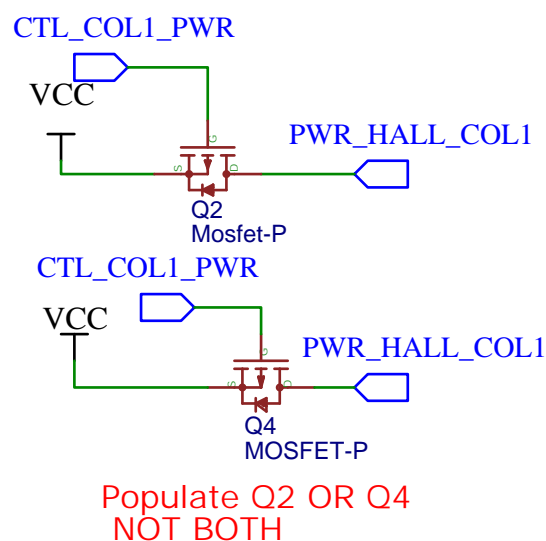 CTL_COL1_PWR
VCC
PWR_HALL_COL1
G
S
D
Q2
Mosfet-P
CTL_COL1_PWR
VCC
PWR_HALL_COL1
G
S
D
Q4
MOSFET-P
Populate Q2 OR Q4
NOT BOTH